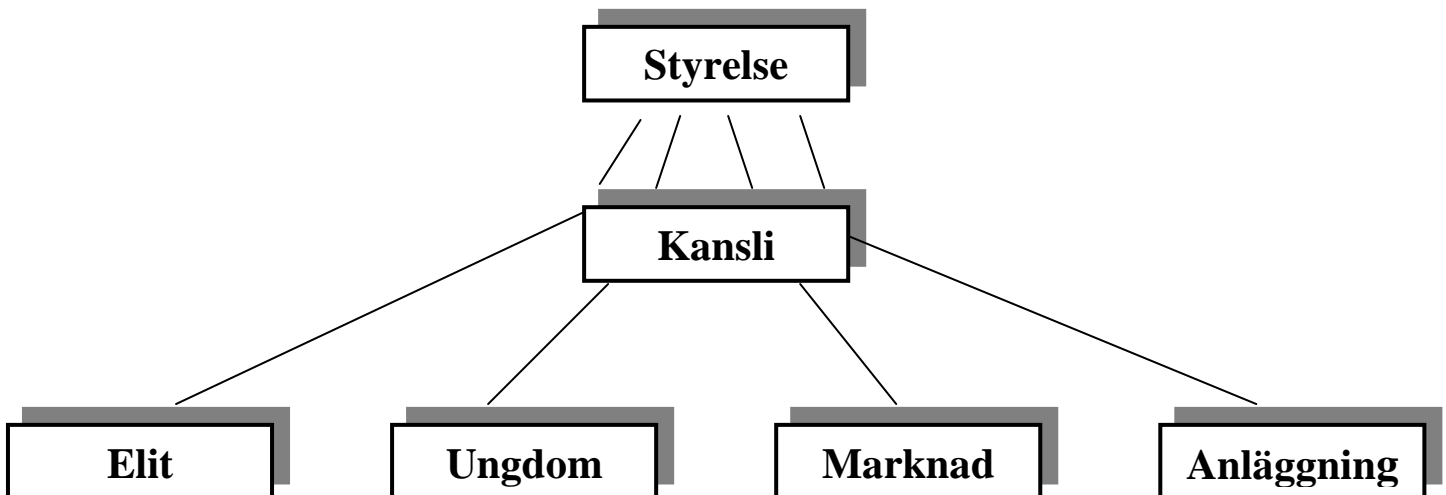 Styrelse
Kansli
Elit
Ungdom
Marknad
Anläggning